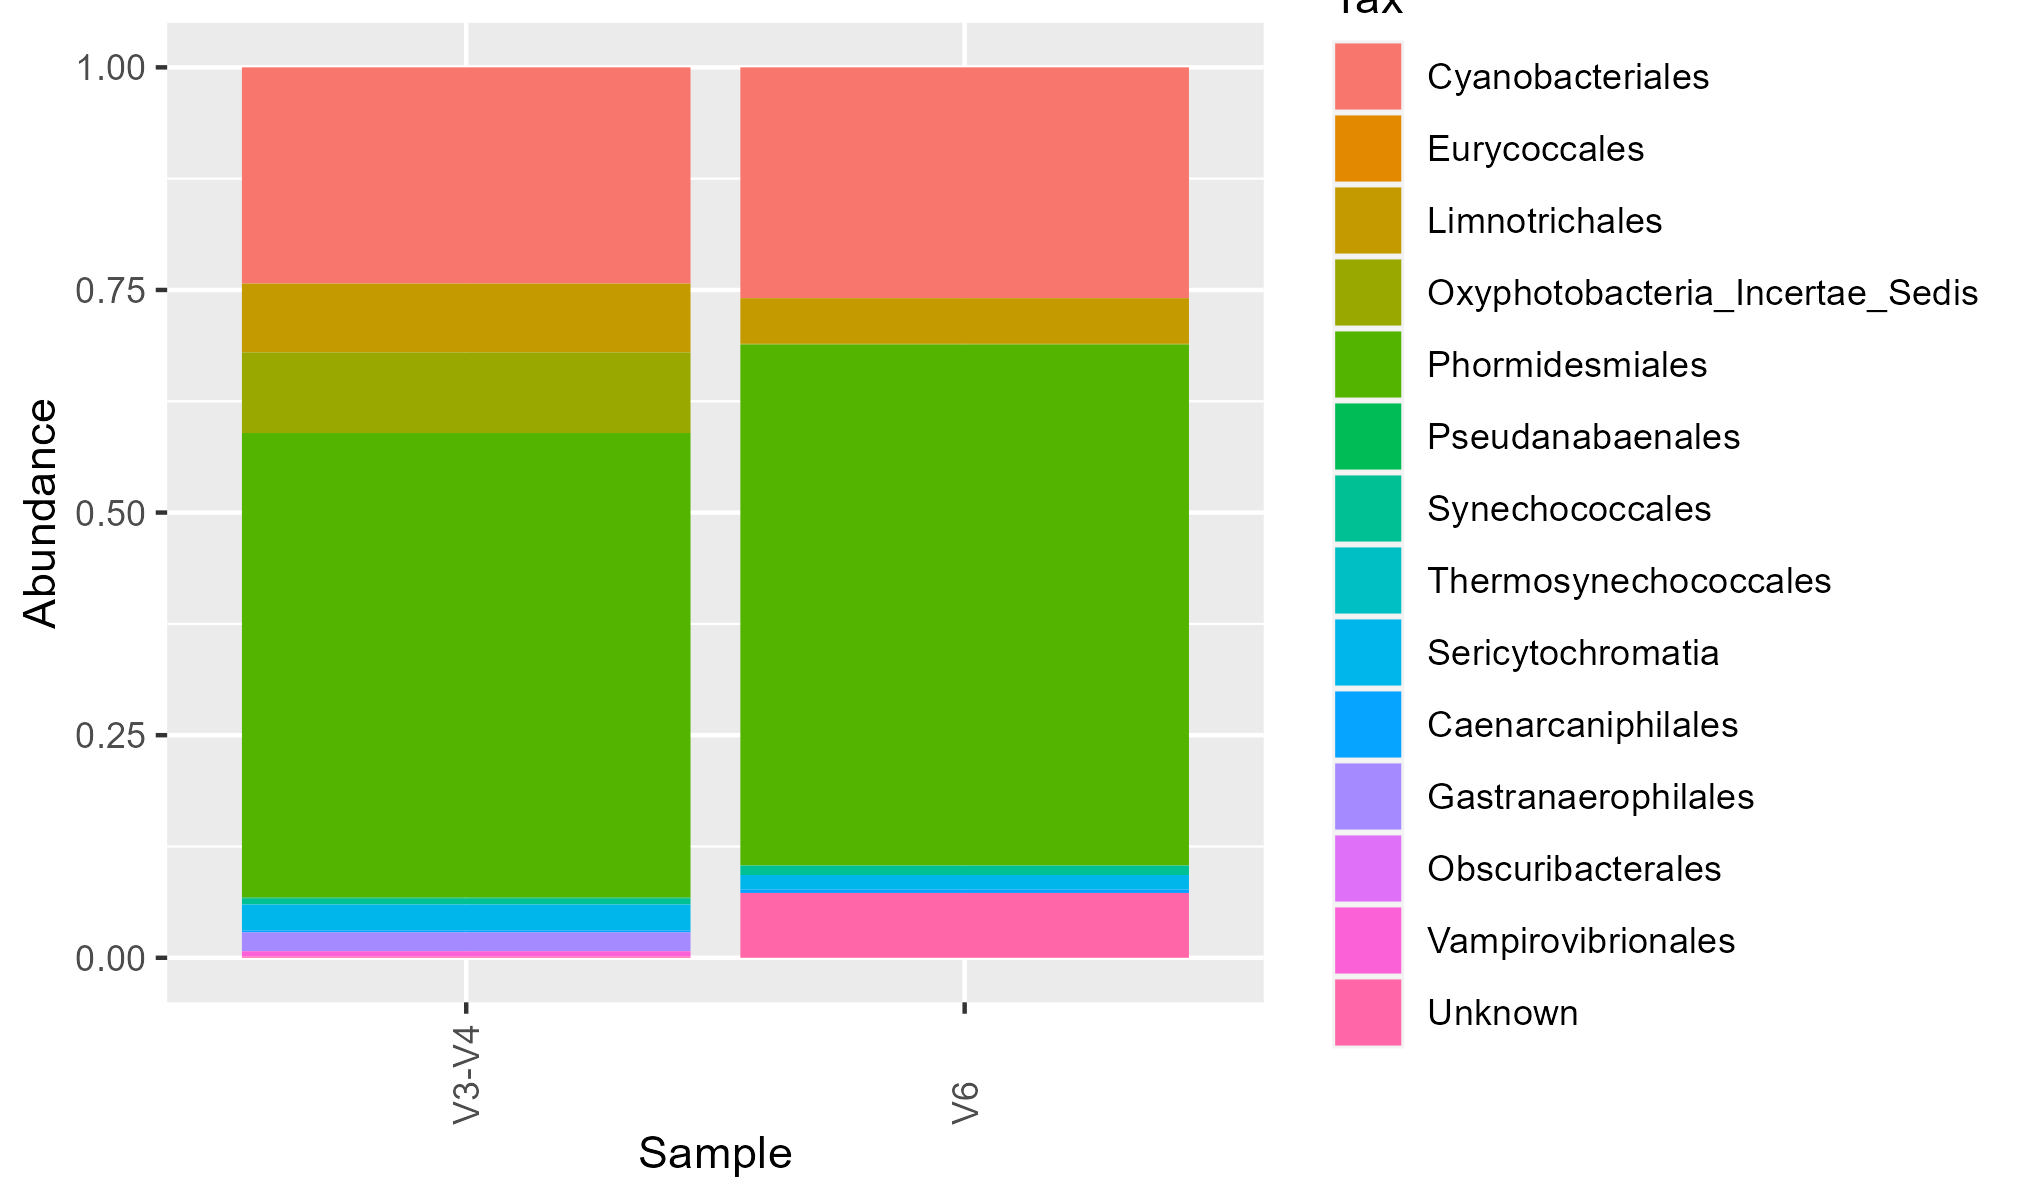 Tax
1.00
0.75
0.50
0.25
0.00
Abundance
V3-V4
V6
Sample
Cyanobacteriales
Eurycoccales
Limnotrichales
Oxyphotobacteria_Incertae_Sedis
Phormidesmiales
Pseudanabaenales
Synechococcales
Thermosynechococcales
Sericytochromatia
Caenarcaniphilales
Gastranaerophilales
Obscuribacterales
Vampirovibrionales
Unknown